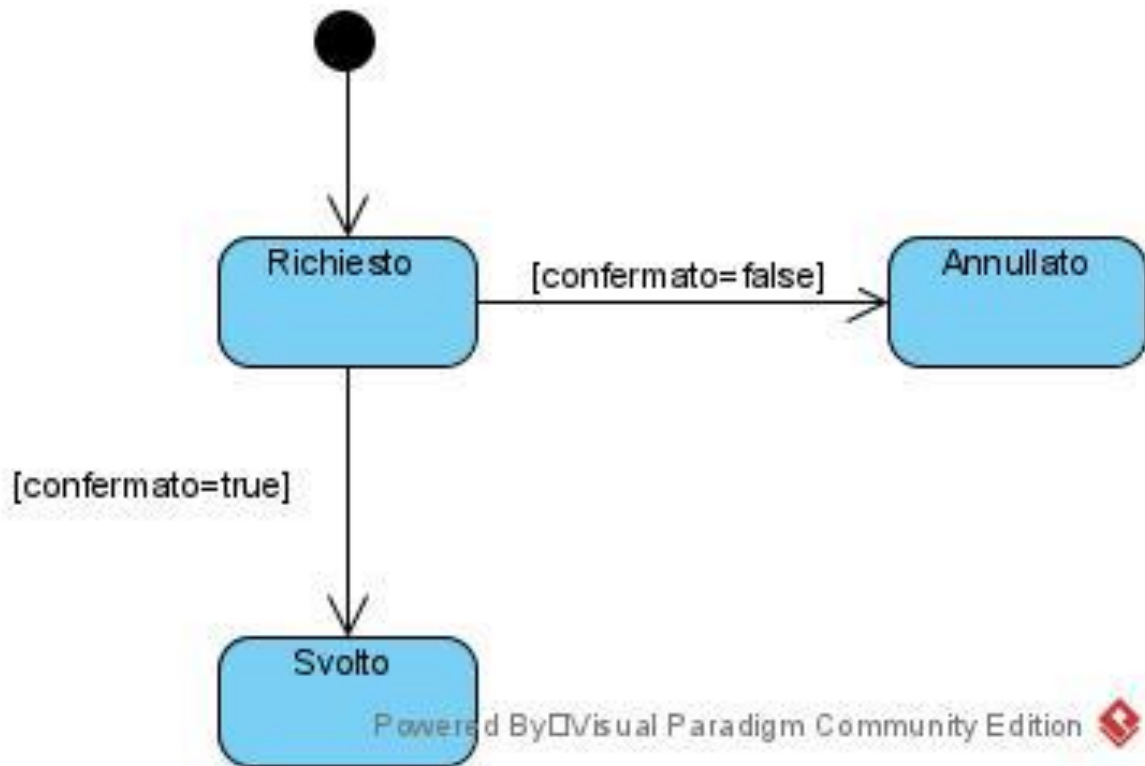 Richiesto
[confermato=false]
Annullato
[confermato=true]
Svolto
Powered By□Visual Paradigm Community Edition